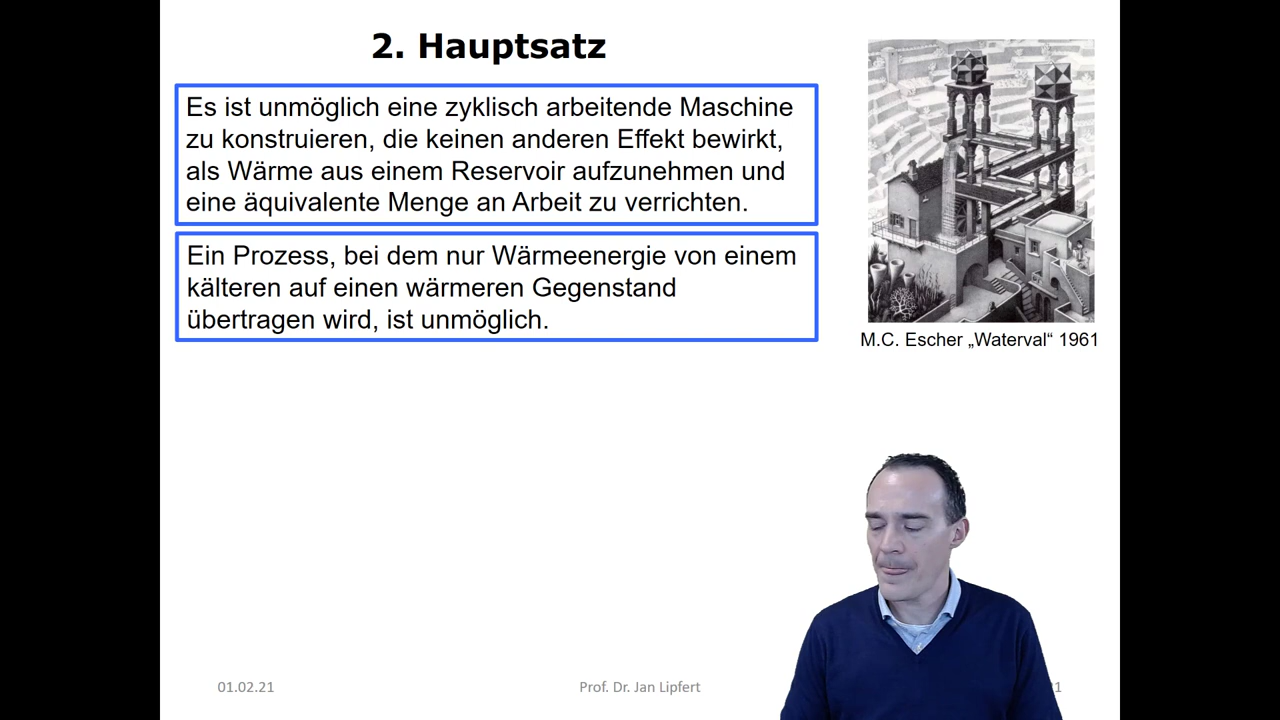 2. Hauptsatz
Es ist unmöglich eine zyklisch arbeitende Maschine
zu konstruieren, die keinen anderen Effekt bewirkt,
als Wärme aus einem Reservoir aufzunehmen und
eine äquivalente Menge an Arbeit zu verrichten.
Ein Prozess, bei dem nur Wärmeenergie von einem
kälteren auf einen wärmeren Gegenstand
übertragen wird, ist unmöglich.
M.C. Escher „Waterval“ 1961
01.02.21
Prof. Dr. Jan Lipfert